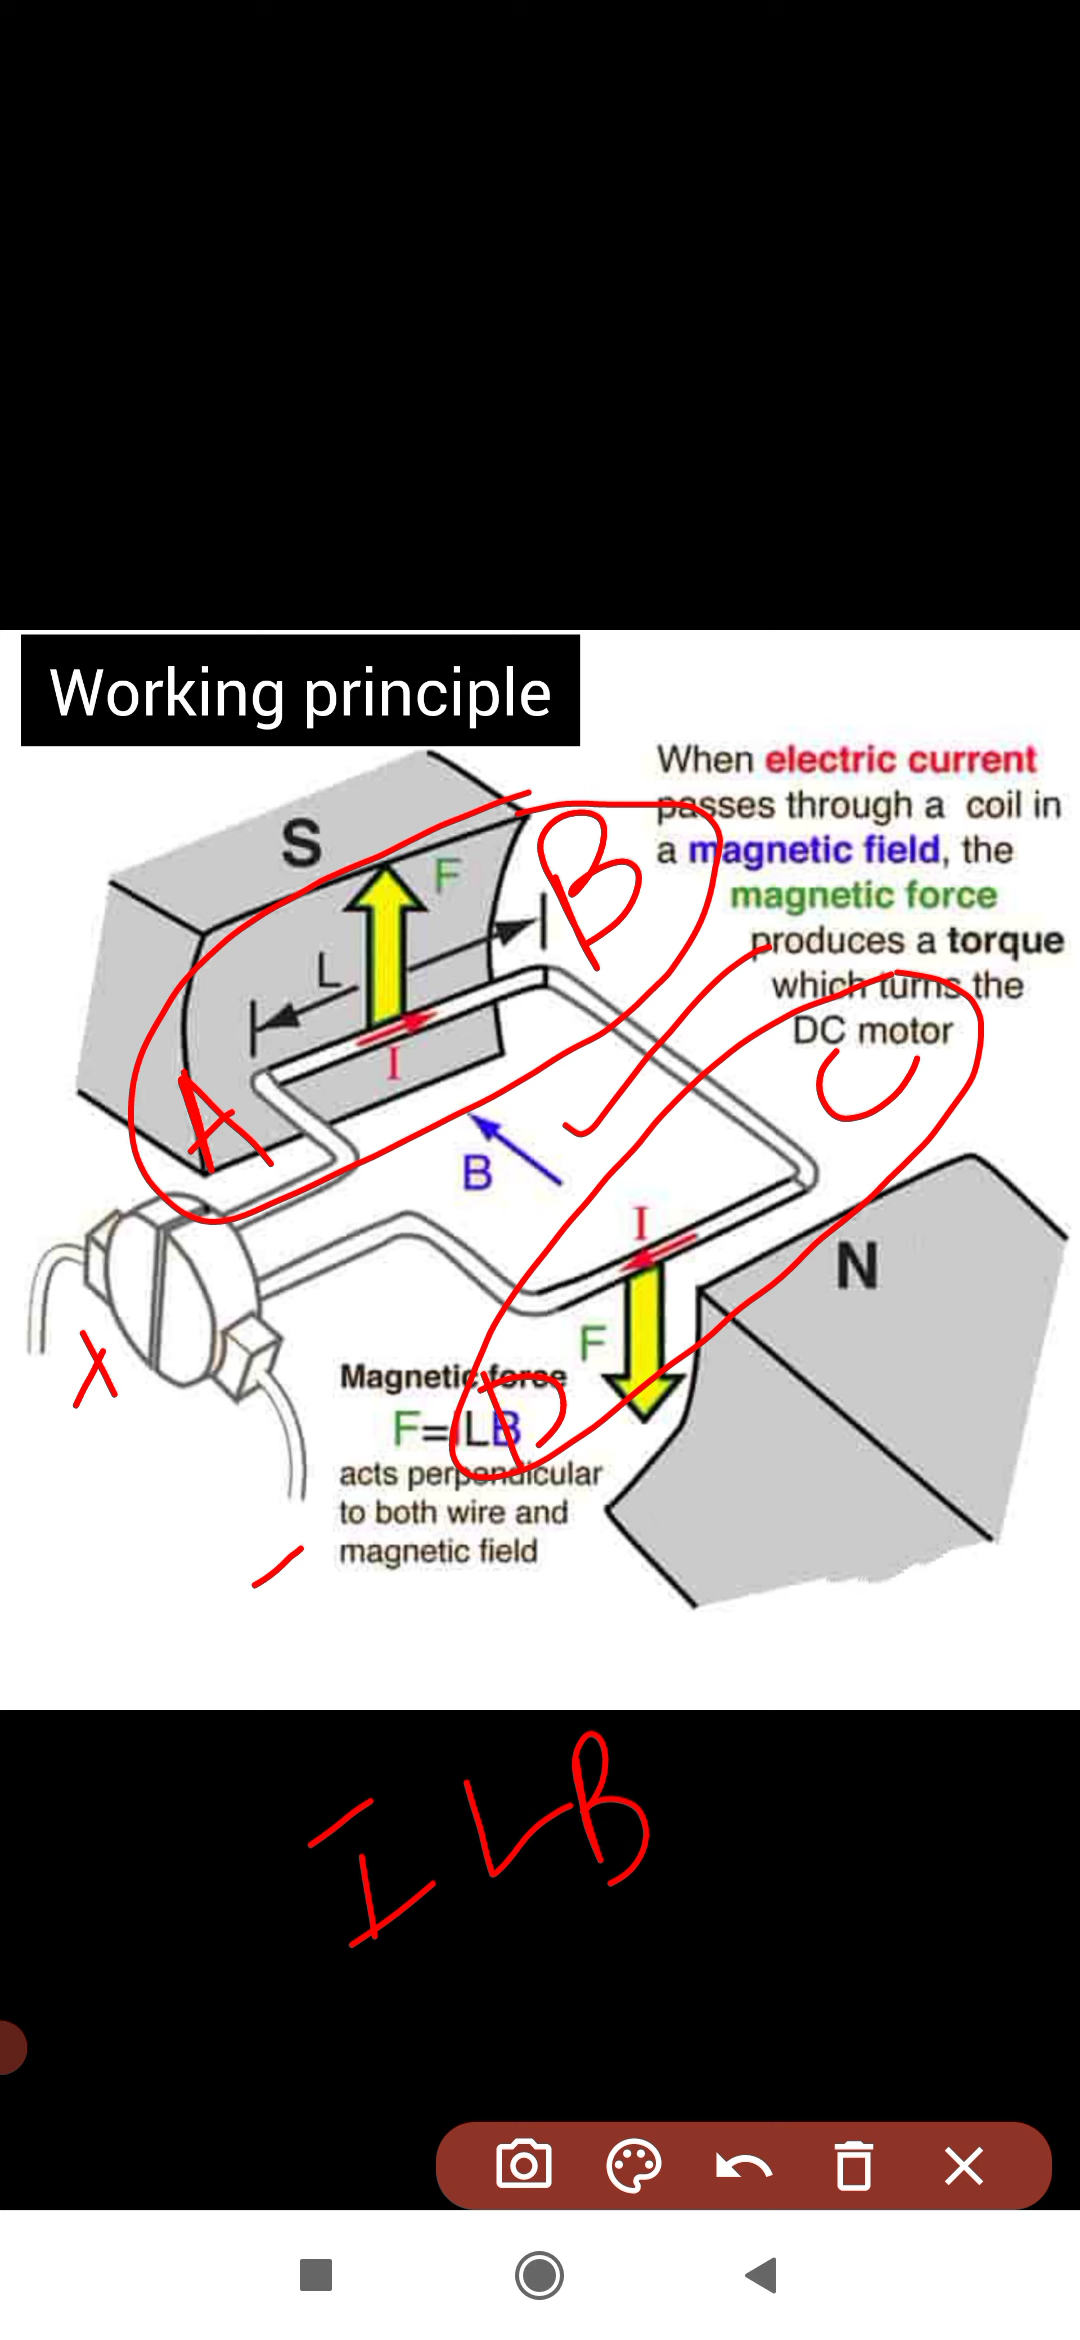 Working principle
When electric current
passes through a coil in
a magnetic field, the
magnetic force
produces a torque
which turns the
DC motor
S
F
B
L
I
A
C
B
I
N
F
X
Magnetic force
F=ILB
D
acts perpendicular
to both wire and
magnetic field
ILB